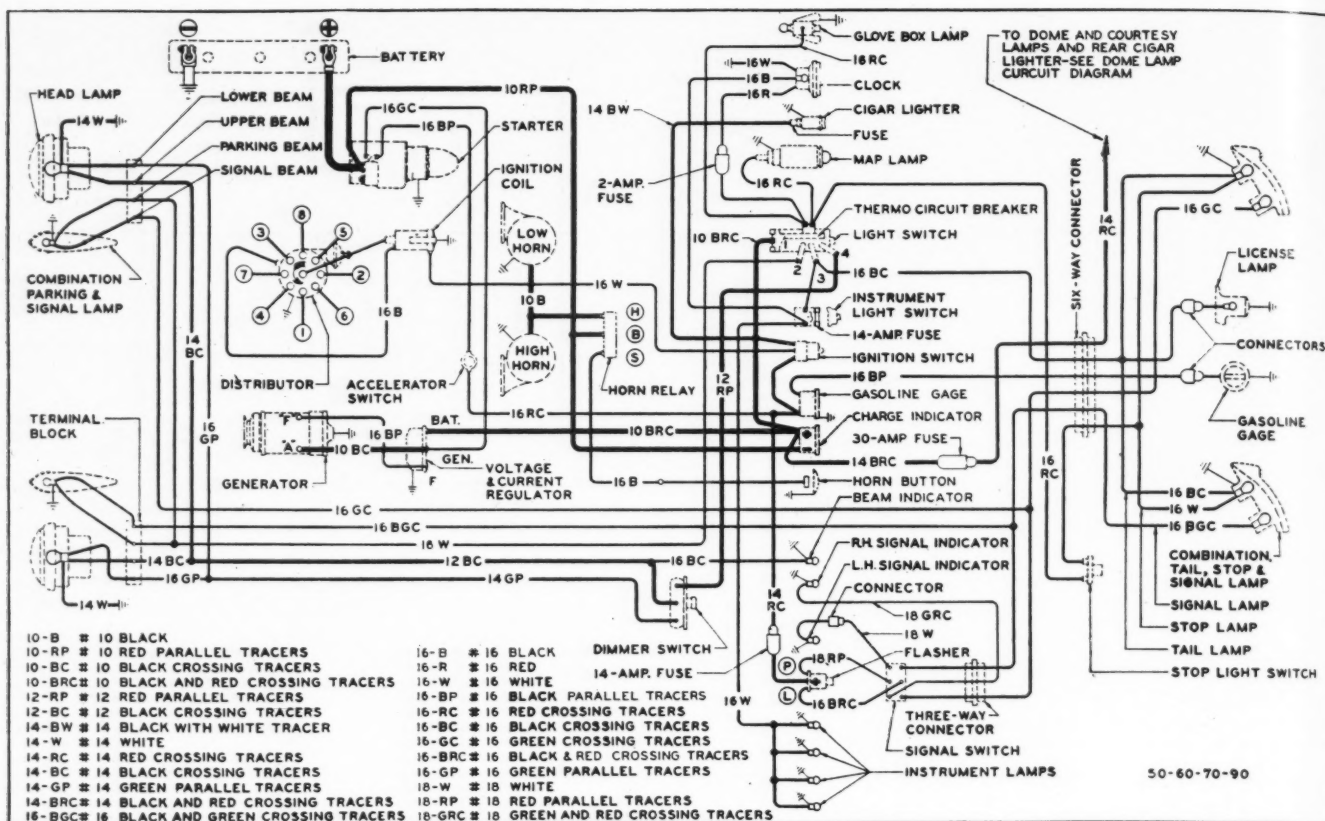 BATTERY
HEAD LAMP
LOWER BEAM
UPPER BEAM
PARKING BEAM
SIGNAL BEAM
14 W
10 RP
16 GC
16 BP
STARTER
IGNITION
COIL
COMBINATION
PARKING &
SIGNAL LAMP
8
3
5
7
2
4
6
1
16 B
LOW
HORN
10 B
HIGH
HORN
H
B
S
HORN RELAY
14
BC
16
GP
DISTRIBUTOR
ACCELERATOR
SWITCH
16 RC
TERMINAL
BLOCK
"F"
"A"
16 BP
10 BC
GENERATOR
BAT.
GEN.
F
VOLTAGE
& CURRENT
REGULATOR
10 BRC
16 B
16 GC
16 BGC
18 W
14 BC
16 GP
14 W
12 BC
14 GP
16 BC
DIMMER SWITCH
GLOVE BOX LAMP
16 RC
16 W
16 B
16 R
CLOCK
14 BW
CIGAR LIGHTER
FUSE
MAP LAMP
16 RC
2-AMP.
FUSE
THERMO CIRCUIT BREAKER
LIGHT SWITCH
10 BRC
1
2
3
4
16 BC
16 W
INSTRUMENT
LIGHT SWITCH
14-AMP. FUSE
IGNITION SWITCH
16 BP
12
RP
GASOLINE GAGE
CHARGE INDICATOR
30-AMP FUSE
14 BRC
HORN BUTTON
BEAM INDICATOR
R.H. SIGNAL INDICATOR
L.H. SIGNAL INDICATOR
CONNECTOR
14
RC
18 GRC
18 W
14-AMP. FUSE
P
18 RP
FLASHER
L
16 BRC
16 W
THREE-WAY
CONNECTOR
SIGNAL SWITCH
INSTRUMENT LAMPS
TO DOME AND COURTESY
LAMPS AND REAR CIGAR
LIGHTER-SEE DOME LAMP
CURCUIT DIAGRAM
SIX-WAY CONNECTOR
14
RC
16 GC
LICENSE
LAMP
CONNECTORS
GASOLINE
GAGE
16
RC
16 BC
16 W
16 BGC
COMBINATION,
TAIL, STOP &
SIGNAL LAMP
SIGNAL LAMP
STOP LAMP
TAIL LAMP
STOP LIGHT SWITCH
50-60-70-90
10-B # 10 BLACK
10-RP # 10 RED PARALLEL TRACERS
10-BC # 10 BLACK CROSSING TRACERS
10-BRC # 10 BLACK AND RED CROSSING TRACERS
12-RP # 12 RED PARALLEL TRACERS
12-BC # 12 BLACK CROSSING TRACERS
14-BW # 14 BLACK WITH WHITE TRACER
14-W # 14 WHITE
14-RC # 14 RED CROSSING TRACERS
14-BC # 14 BLACK CROSSING TRACERS
14-GP # 14 GREEN PARALLEL TRACERS
14-BRC # 14 BLACK AND RED CROSSING TRACERS
16-BGC # 16 BLACK AND GREEN CROSSING TRACERS
16-B # 16 BLACK
16-R # 16 RED
16-W # 16 WHITE
16-BP # 16 BLACK PARALLEL TRACERS
16-RC # 16 RED CROSSING TRACERS
16-BC # 16 BLACK CROSSING TRACERS
16-GC # 16 GREEN CROSSING TRACERS
16-BRC # 16 BLACK & RED CROSSING TRACERS
16-GP # 16 GREEN PARALLEL TRACERS
18-W # 18 WHITE
18-RP # 18 RED PARALLEL TRACERS
18-GRC # 18 GREEN AND RED CROSSING TRACERS